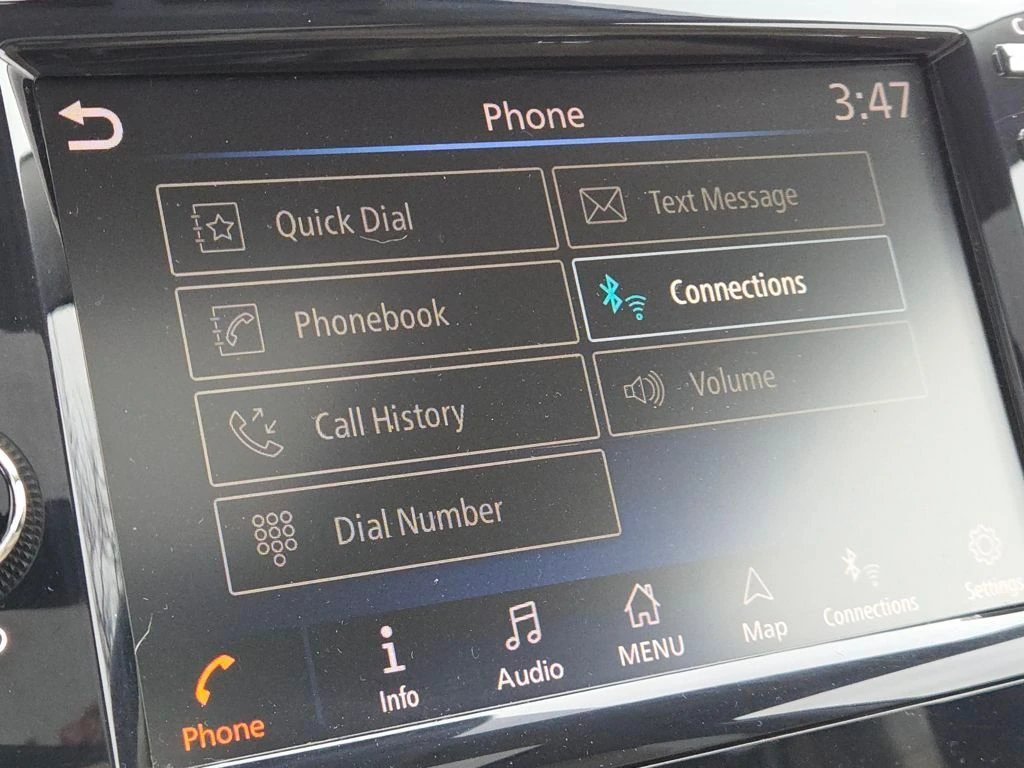 Phone
3:47
Quick Dial
Text Message
Phonebook
Connections
Call History
Volume
Dial Number
Phone
Info
Audio
MENU
Map
Connections
Settings